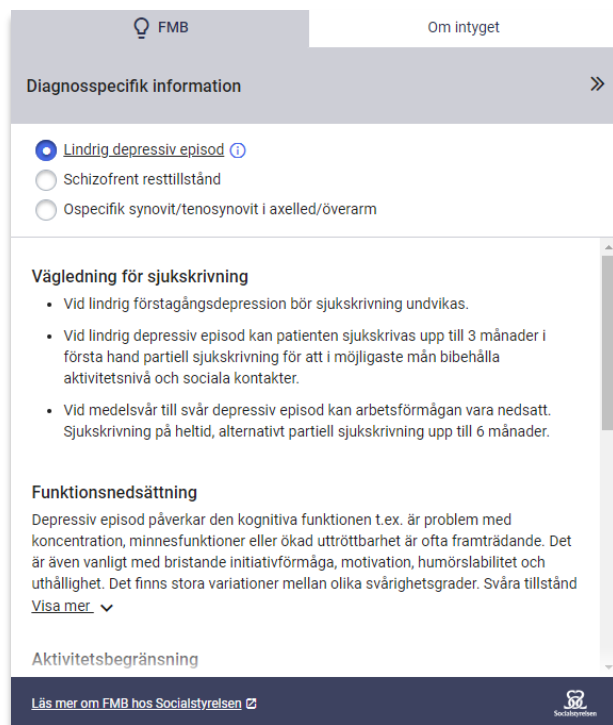 FMB
Om intyget
Diagnosspecifik information
Lindrig depressiv episod
Schizofrent resttillstånd
Ospecifik synovit/tenosynovit i axelled/överarm
Vägledning för sjukskrivning
• Vid lindrig förstagångsdepression bör sjukskrivning undvikas.
• Vid lindrig depressiv episod kan patienten sjukskrivas upp till 3 månader i
första hand partiell sjukskrivning för att i möjligaste mån bibehålla
aktivitetsnivå och sociala kontakter.
• Vid medelsvår till svår depressiv episod kan arbetsförmågan vara nedsatt.
Sjukskrivning på heltid, alternativt partiell sjukskrivning upp till 6 månader.
Funktionsnedsättning
Depressiv episod påverkar den kognitiva funktionen t.ex. är problem med
koncentration, minnesfunktioner eller ökad uttröttbarhet är ofta framträdande. Det
är även vanligt med bristande initiativförmåga, motivation, humörslabilitet och
uthållighet. Det finns stora variationer mellan olika svårighetsgrader. Svåra tillstånd
Visa mer
Aktivitetsbegränsning
Läs mer om FMB hos Socialstyrelsen
Socialstyrelsen